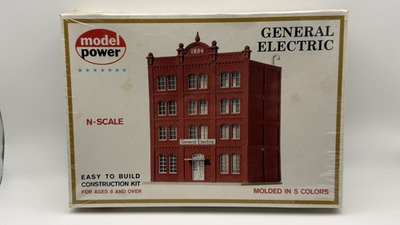 model
power
GENERAL
ELECTRIC
1894
N-SCALE
General Electric
EASY TO BUILD
CONSTRUCTION KIT
FOR AGES 8 AND OVER
MOLDED IN 5 COLORS